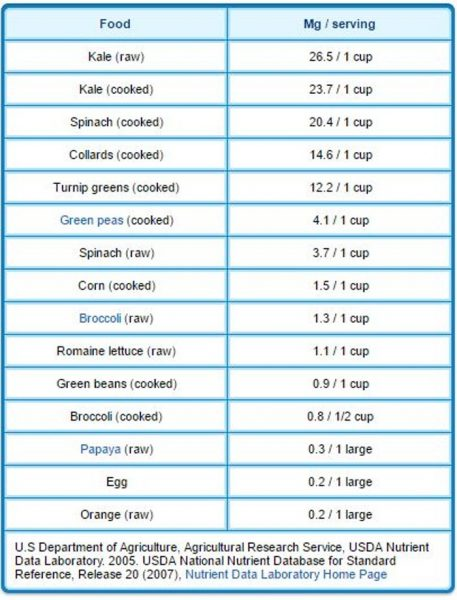 Food Mg / serving
Kale (raw) 26.5 / 1 cup
Kale (cooked) 23.7 / 1 cup
Spinach (cooked) 20.4 / 1 cup
Collards (cooked) 14.6 / 1 cup
Turnip greens (cooked) 12.2 / 1 cup
Green peas (cooked) 4.1 / 1 cup
Spinach (raw) 3.7 / 1 cup
Corn (cooked) 1.5 / 1 cup
Broccoli (raw) 1.3 / 1 cup
Romaine lettuce (raw) 1.1 / 1 cup
Green beans (cooked) 0.9 / 1 cup
Broccoli (cooked) 0.8 / 1/2 cup
Papaya (raw) 0.3 / 1 large
Egg 0.2 / 1 large
Orange (raw) 0.2 / 1 large
U.S Department of Agriculture, Agricultural Research Service, USDA Nutrient
Data Laboratory. 2005. USDA National Nutrient Database for Standard
Reference, Release 20 (2007), Nutrient Data Laboratory Home Page